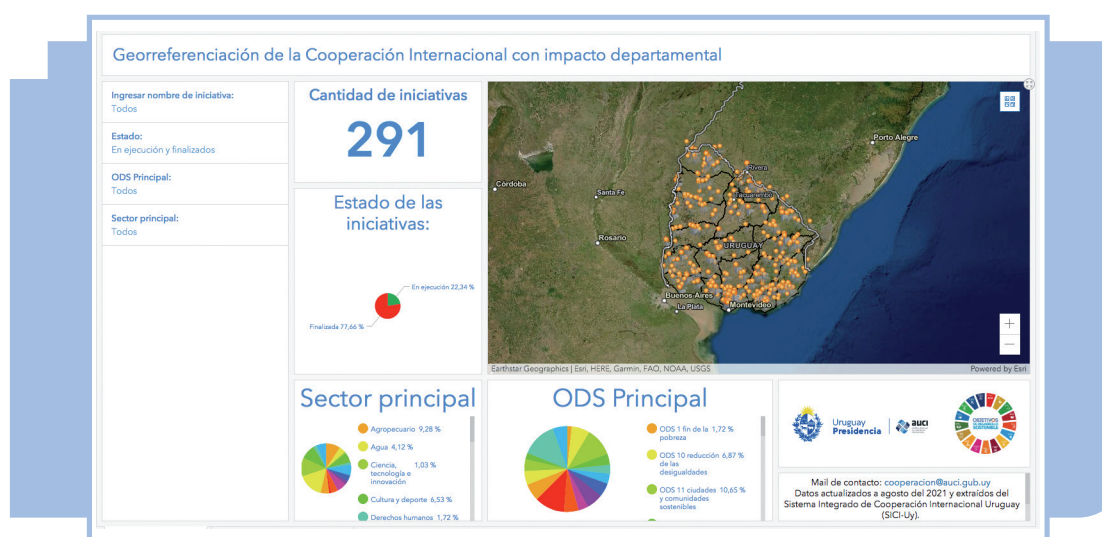 Georreferenciación de la Cooperación Internacional con impacto departamental
Ingresar nombre de iniciativa:
Todos
Estado:
En ejecución y finalizados
ODS Principal:
Todos
Sector principal:
Todos
Cantidad de iniciativas
291
Estado de las
iniciativas:
En ejecución 22,34 %
Finalizada 77,66 %
Porto Alegre
Rivera
Córdoba
Santa Fe
Tacuarembó
Rosario
URUGUAY
Buenos Aires
La Plata
Montevideo
+
−
Earthstar Geographics | Esri, HERE, Garmin, FAO, NOAA, USGS
Powered by Esri
Sector principal
Agropecuario 9,28 %
Agua 4,12 %
Ciencia, 1,03 %
tecnología e
innovación
Cultura y deporte 6,53 %
Derechos humanos 1,72 %
ODS Principal
ODS 1 fin de la 1,72 %
pobreza
ODS 10 reducción 6,87 %
de las
desigualdades
ODS 11 ciudades 10,65 %
y comunidades
sostenibles
Uruguay
Presidencia
auci
OBJETIVOS
DE DESARROLLO
SOSTENIBLE
Mail de contacto: cooperacion@auci.gub.uy
Datos actualizados a agosto del 2021 y extraídos del
Sistema Integrado de Cooperación Internacional Uruguay
(SICI-Uy).